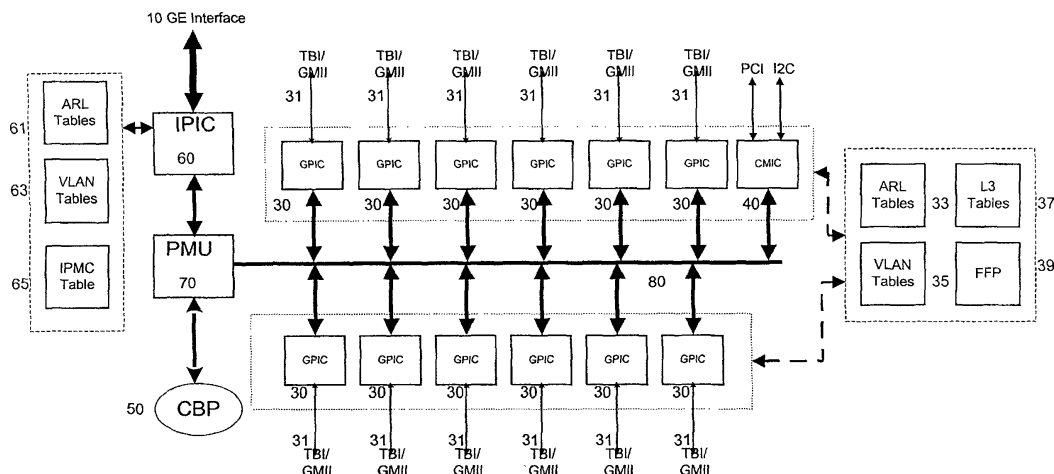 10 GE Interface
TBI/ TBI/ TBI/ TBI/ TBI/ TBI/
GMII GMII GMII GMII GMII GMII
PCI I2C
31 31 31 31 31 31
ARL
Tables
61
IPIC
60
GPIC GPIC GPIC GPIC GPIC GPIC CMIC
30 30 30 30 30 30 40
63
VLAN
Tables
ARL
Tables
33
L3
Tables
37
PMU
70
65
IPMC
Table
80
VLAN
Tables
35
FFP
39
GPIC GPIC GPIC GPIC GPIC GPIC
30 30 30 30 30 30
50
CBP
31 31 31 31 31 31
TBI/ TBI/ TBI/ TBI/ TBI/ TBI/
GMII GMII GMII GMII GMII GMII